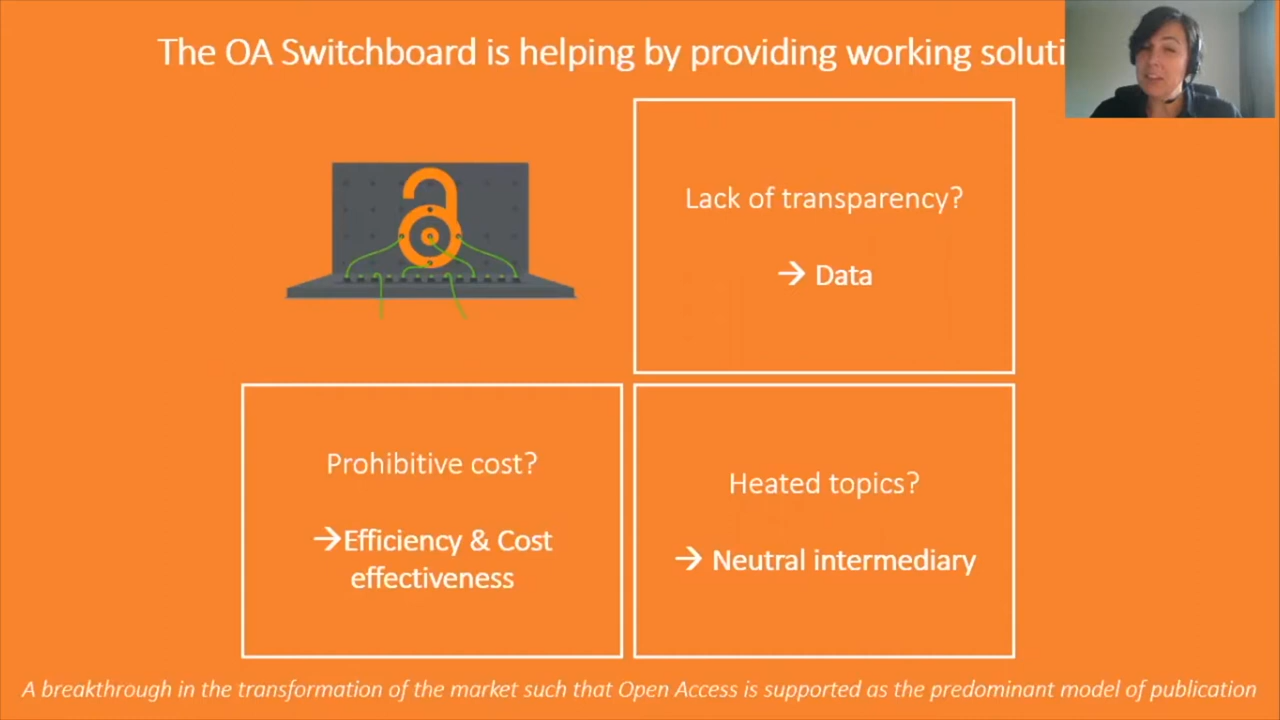 The OA Switchboard is helping by providing working
Lack of transparency?
→ Data
Prohibitive cost?
→Efficiency & Cost
effectiveness
Heated topics?
→ Neutral intermediary
A breakthrough in the transformation of the market such that Open Access is supported as the predominant model of publication